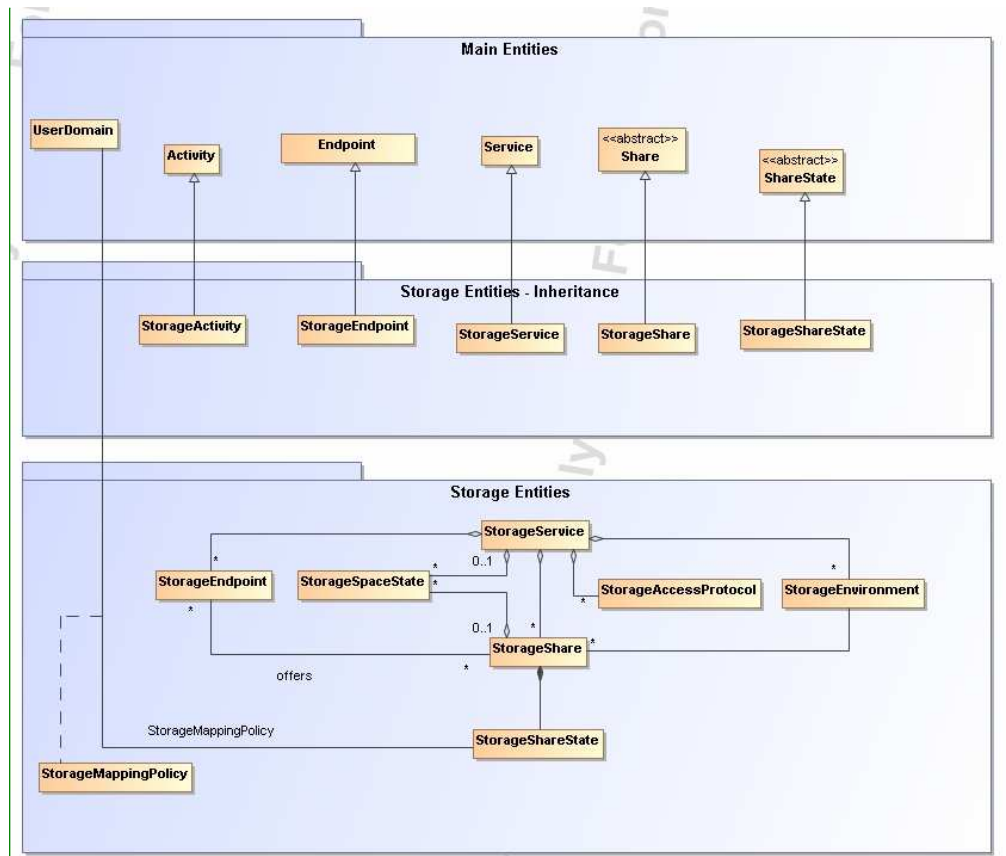 Main Entities
UserDomain
Activity
Endpoint
Service
<<abstract>>
Share
<<abstract>>
ShareState
Storage Entities - Inheritance
StorageActivity
StorageEndpoint
StorageService
StorageShare
StorageShareState
Storage Entities
StorageService
*
0..1
*
*
*
StorageEndpoint
StorageSpaceState
StorageAccessProtocol
StorageEnvironment
*
*
*
0..1
*
StorageShare
*
offers
StorageMappingPolicy
StorageShareState
StorageMappingPolicy